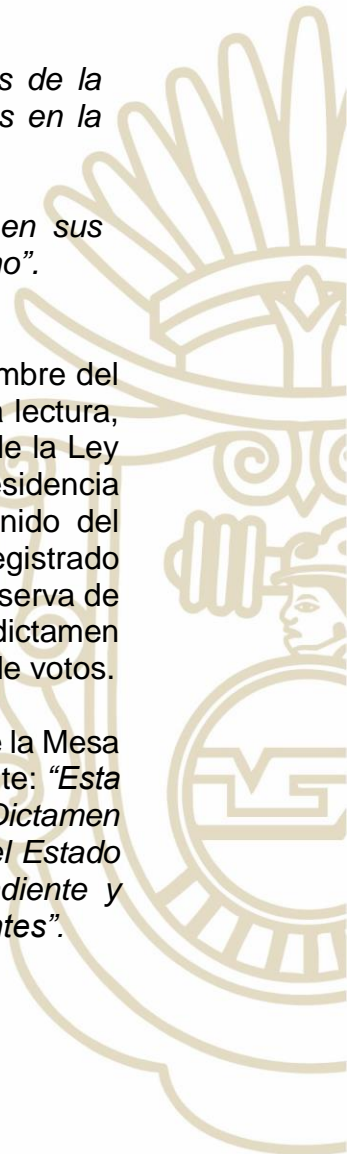 s de la
s en la
en sus
no”.
mbre del
a lectura,
de la Ley
esidencia
nido del
egistrado
serva de
dictamen
de votos.
e la Mesa
te: “Esta
Dictamen
el Estado
diente y
ntes”.